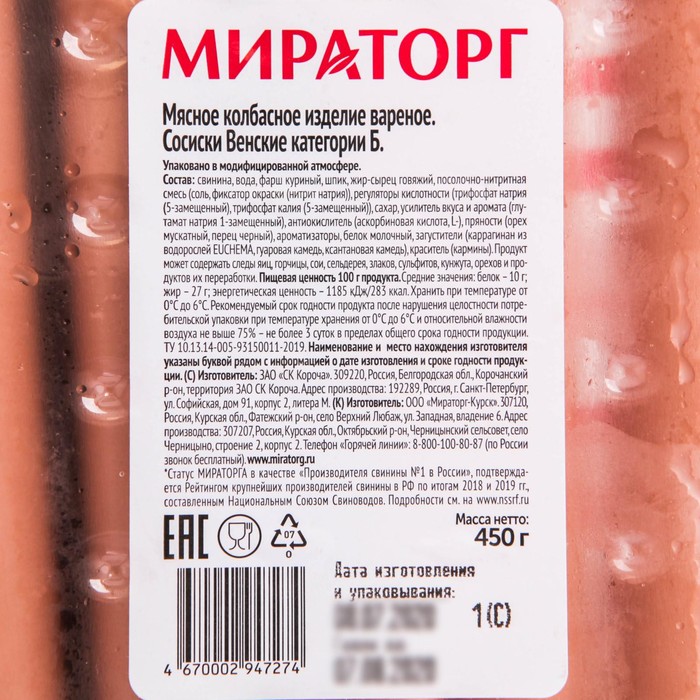 МИРАТОРГ
Мясное колбасное изделие вареное.
Сосиски Венские категории Б.
Упаковано в модифицированной атмосфере.
Состав: свинина, вода, фарш куриный, шпик, жир-сырец говяжий, посолочно-нитритная
смесь (соль, фиксатор окраски (нитрит натрия)), регуляторы кислотности (трифосфат натрия
(5-замещенный), трифосфат калия (5-замещенный)), сахар, усилитель вкуса и аромата (глу-
тамат натрия 1-замещенный), антиокислитель (аскорбиновая кислота, L-), пряности (орех
мускатный, перец черный), ароматизаторы, белок молочный, загустители (каррагинан из
водорослей EUCHEMA, гуаровая камедь, ксантановая камедь), краситель (кармины). Продукт
может содержать следы яиц, горчицы, сои, сельдерея, злаков, сульфитов, кунжута, орехов и про-
дуктов их переработки. Пищевая ценность 100 г продукта. Средние значения: белок – 10 г;
жир – 27 г; энергетическая ценность – 1185 кДж/283 ккал. Хранить при температуре от
0°С до 6°С. Рекомендуемый срок годности продукта после нарушения целостности потре-
бительской упаковки при температуре хранения от 0°С до 6°С и относительной влажности
воздуха не выше 75% – не более 3 суток в пределах общего срока годности продукции.
ТУ 10.13.14-005-93150011-2019. Наименование и место нахождения изготовителя
указаны буквой рядом с информацией о дате изготовления и сроке годности продук-
ции. (С) Изготовитель: ЗАО «СК Короча». 309220, Россия, Белгородская обл., Корочанский
р-он, территория ЗАО СК Короча. Адрес производства: 192289, Россия, г. Санкт-Петербург,
ул. Софийская, дом 91, корпус 2, литера М. (К) Изготовитель: ООО «Мираторг-Курск». 307120,
Россия, Курская обл., Фатежский р-он, село Верхний Любаж, ул. Западная, владение 6. Адрес
производства: 307207, Россия, Курская обл., Октябрьский р-он, Черницынский сельсовет, село
Черницыно, строение 2, корпус 2. Телефон «Горячей линии»: 8-800-100-80-87 (по России
звонок бесплатный). www.miratorg.ru
*Статус МИРАТОРГА в качестве «Производителя свинины №1 в России», подтвержда-
ется Рейтингом крупнейших производителей свинины в РФ по итогам 2018 и 2019 гг.,
составленным Национальным Союзом Свиноводов. Подробности см. на www.nssrf.ru
EAC
07
0
Масса нетто:
450 г
Дата изготовления
и упаковывания:
08.07 2020
1(С)
07.08.2020
4 670002 947274